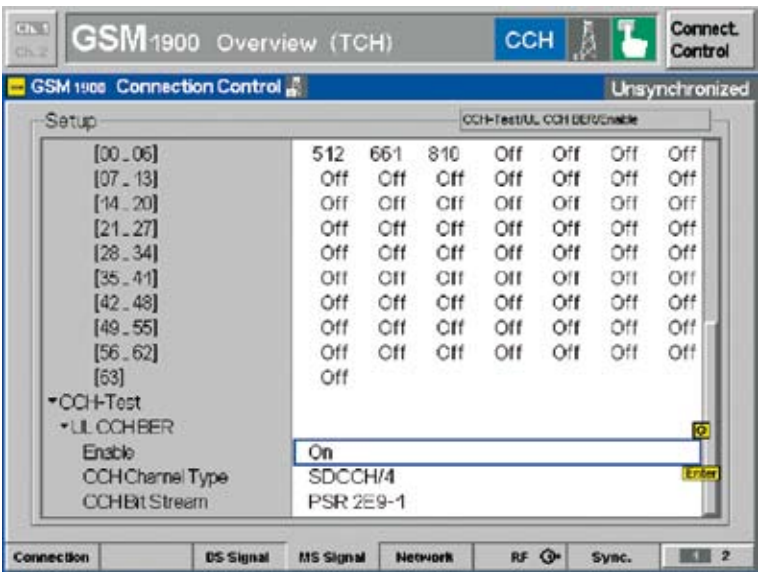 Ch. 1
Ch. 2
GSM 1900 Overview (TCH)
CCH
Connect. Control
GSM 1900 Connection Control
Unsynchronized
Setup
CCH-Test/UL CCH BER/Enable
[00 _ 06] 512 661 810 Off Off Off Off
[07 _ 13] Off Off Off Off Off Off Off
[14 _ 20] Off Off Off Off Off Off Off
[21 _ 27] Off Off Off Off Off Off Off
[28 _ 34] Off Off Off Off Off Off Off
[35 _ 41] Off Off Off Off Off Off Off
[42 _ 48] Off Off Off Off Off Off Off
[49 _ 55] Off Off Off Off Off Off Off
[56 _ 62] Off Off Off Off Off Off Off
[63] Off
CCH-Test
UL CCH BER
Enable On
CCH Channel Type SDCCH/4
Enter
CCH Bit Stream PSR 2E9-1
Connection DS Signal MS Signal Network RF Sync. 1 2